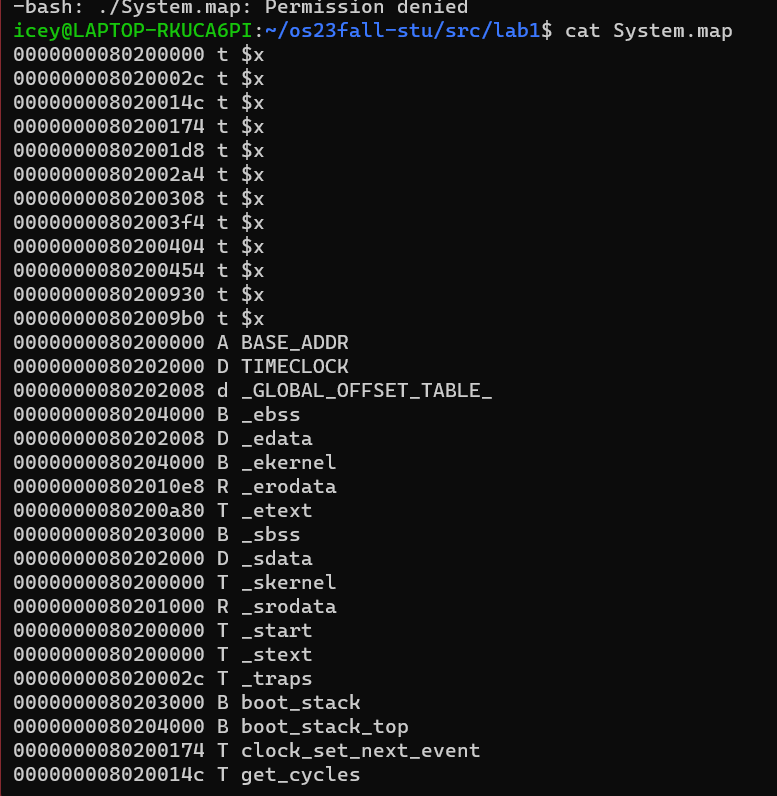 -bash: ./System.map: Permission denied
icey@LAPTOP-RKUCA6PI:~/os23fall-stu/src/lab1$ cat System.map
0000000080200000 t $x
000000008020002c t $x
000000008020014c t $x
0000000080200174 t $x
00000000802001d8 t $x
00000000802002a4 t $x
0000000080200308 t $x
00000000802003f4 t $x
0000000080200404 t $x
0000000080200454 t $x
0000000080200930 t $x
00000000802009b0 t $x
0000000080200000 A BASE_ADDR
0000000080202000 D TIMECLOCK
0000000080202008 d _GLOBAL_OFFSET_TABLE_
0000000080204000 B _ebss
0000000080202008 D _edata
0000000080204000 B _ekernel
00000000802010e8 R _erodata
0000000080200a80 T _etext
0000000080203000 B _sbss
0000000080202000 D _sdata
0000000080200000 T _skernel
0000000080201000 R _srodata
0000000080200000 T _start
0000000080200000 T _stext
000000008020002c T _traps
0000000080203000 B boot_stack
0000000080204000 B boot_stack_top
0000000080200174 T clock_set_next_event
000000008020014c T get_cycles